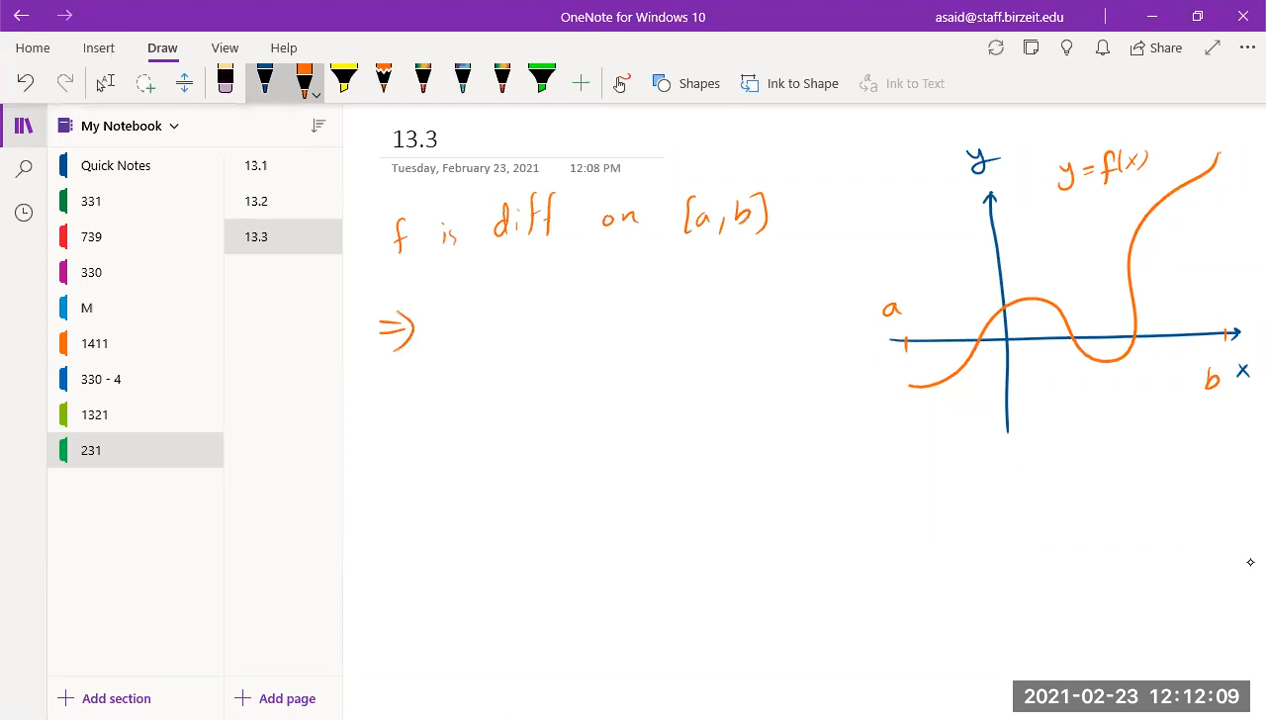 OneNote for Windows 10
asaid@staff.birzeit.edu
Home Insert Draw View Help
Share
Shapes
Ink to Shape
Ink to Text
My Notebook
Quick Notes
331
739
330
M
1411
330 - 4
1321
231
Add section
13.1
13.2
13.3
Add page
13.3
Tuesday, February 23, 2021 12:08 PM
f is diff on [a,b]
⇒
y
y = f(x)
a
b
x
2021-02-23 12:12:09